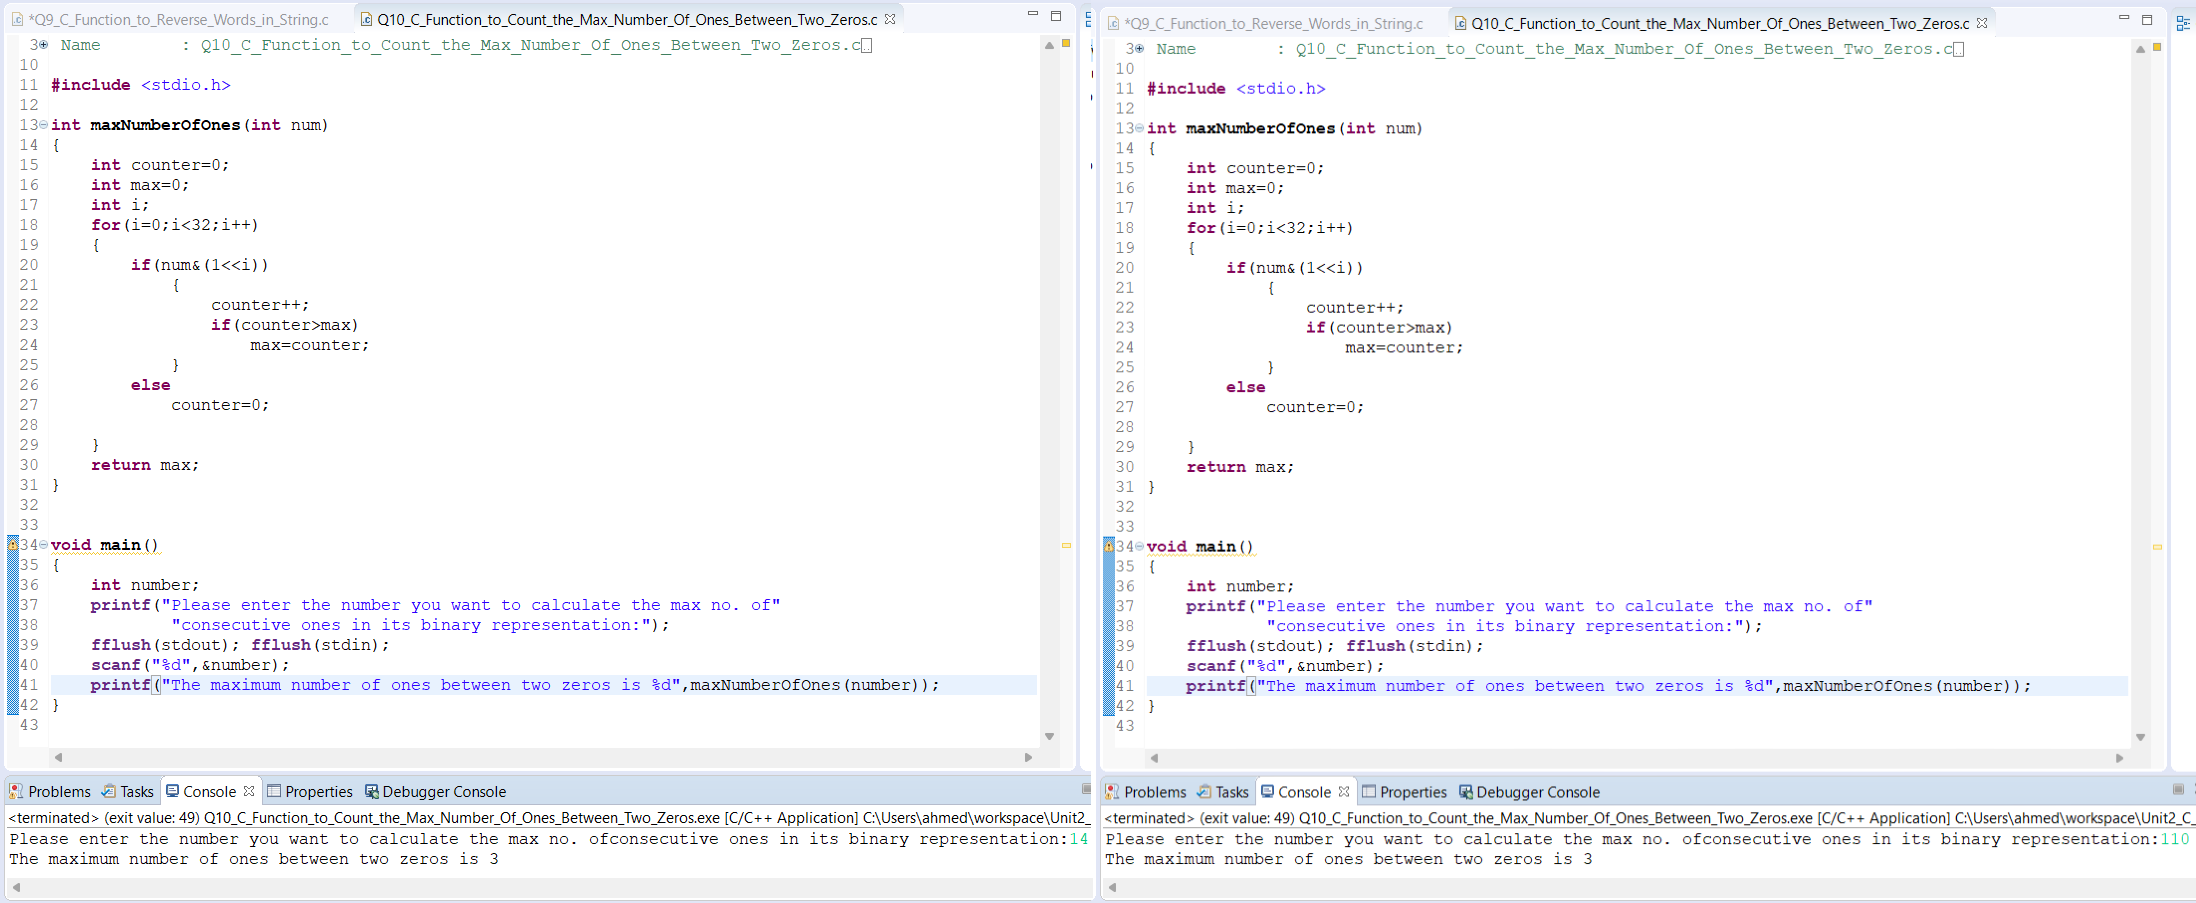 *Q9_C_Function_to_Reverse_Words_in_String.c Q10_C_Function_to_Count_the_Max_Number_Of_Ones_Between_Two_Zeros.c
3 Name : Q10_C_Function_to_Count_the_Max_Number_Of_Ones_Between_Two_Zeros.c
10
11 #include <stdio.h>
12
13 int maxNumberOfOnes(int num)
14 {
15 int counter=0;
16 int max=0;
17 int i;
18 for(i=0;i<32;i++)
19 {
20 if(num&(1<<i))
21 {
22 counter++;
23 if(counter>max)
24 max=counter;
25 }
26 else
27 counter=0;
28
29 }
30 return max;
31 }
32
33
34 void main()
35 {
36 int number;
37 printf("Please enter the number you want to calculate the max no. of"
38 "consecutive ones in its binary representation:");
39 fflush(stdout); fflush(stdin);
40 scanf("%d",&number);
41 printf("The maximum number of ones between two zeros is %d",maxNumberOfOnes(number));
42 }
43
Problems Tasks Console Properties Debugger Console
<terminated> (exit value: 49) Q10_C_Function_to_Count_the_Max_Number_Of_Ones_Between_Two_Zeros.exe [C/C++ Application] C:\Users\ahmed\workspace\Unit2_
Please enter the number you want to calculate the max no. ofconsecutive ones in its binary representation:14
The maximum number of ones between two zeros is 3
*Q9_C_Function_to_Reverse_Words_in_String.c Q10_C_Function_to_Count_the_Max_Number_Of_Ones_Between_Two_Zeros.c
3 Name : Q10_C_Function_to_Count_the_Max_Number_Of_Ones_Between_Two_Zeros.c
10
11 #include <stdio.h>
12
13 int maxNumberOfOnes(int num)
14 {
15 int counter=0;
16 int max=0;
17 int i;
18 for(i=0;i<32;i++)
19 {
20 if(num&(1<<i))
21 {
22 counter++;
23 if(counter>max)
24 max=counter;
25 }
26 else
27 counter=0;
28
29 }
30 return max;
31 }
32
33
34 void main()
35 {
36 int number;
37 printf("Please enter the number you want to calculate the max no. of"
38 "consecutive ones in its binary representation:");
39 fflush(stdout); fflush(stdin);
40 scanf("%d",&number);
41 printf("The maximum number of ones between two zeros is %d",maxNumberOfOnes(number));
42 }
43
Problems Tasks Console Properties Debugger Console
<terminated> (exit value: 49) Q10_C_Function_to_Count_the_Max_Number_Of_Ones_Between_Two_Zeros.exe [C/C++ Application] C:\Users\ahmed\workspace\Unit2_C_
Please enter the number you want to calculate the max no. ofconsecutive ones in its binary representation:110
The maximum number of ones between two zeros is 3